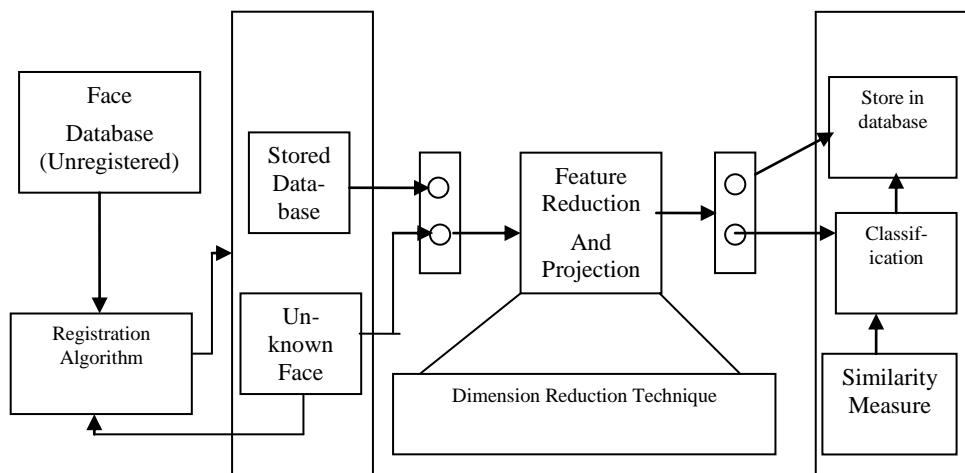 Face
Database
(Unregistered)
Registration
Algorithm
Stored
Data-
base
Un-
known
Face
Feature
Reduction
And
Projection
Dimension Reduction Technique
Store in
database
Classif-
ication
Similarity
Measure